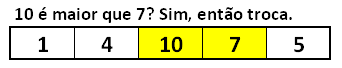 10 é maior que 7? Sim, então troca.
1 4 10 7 5